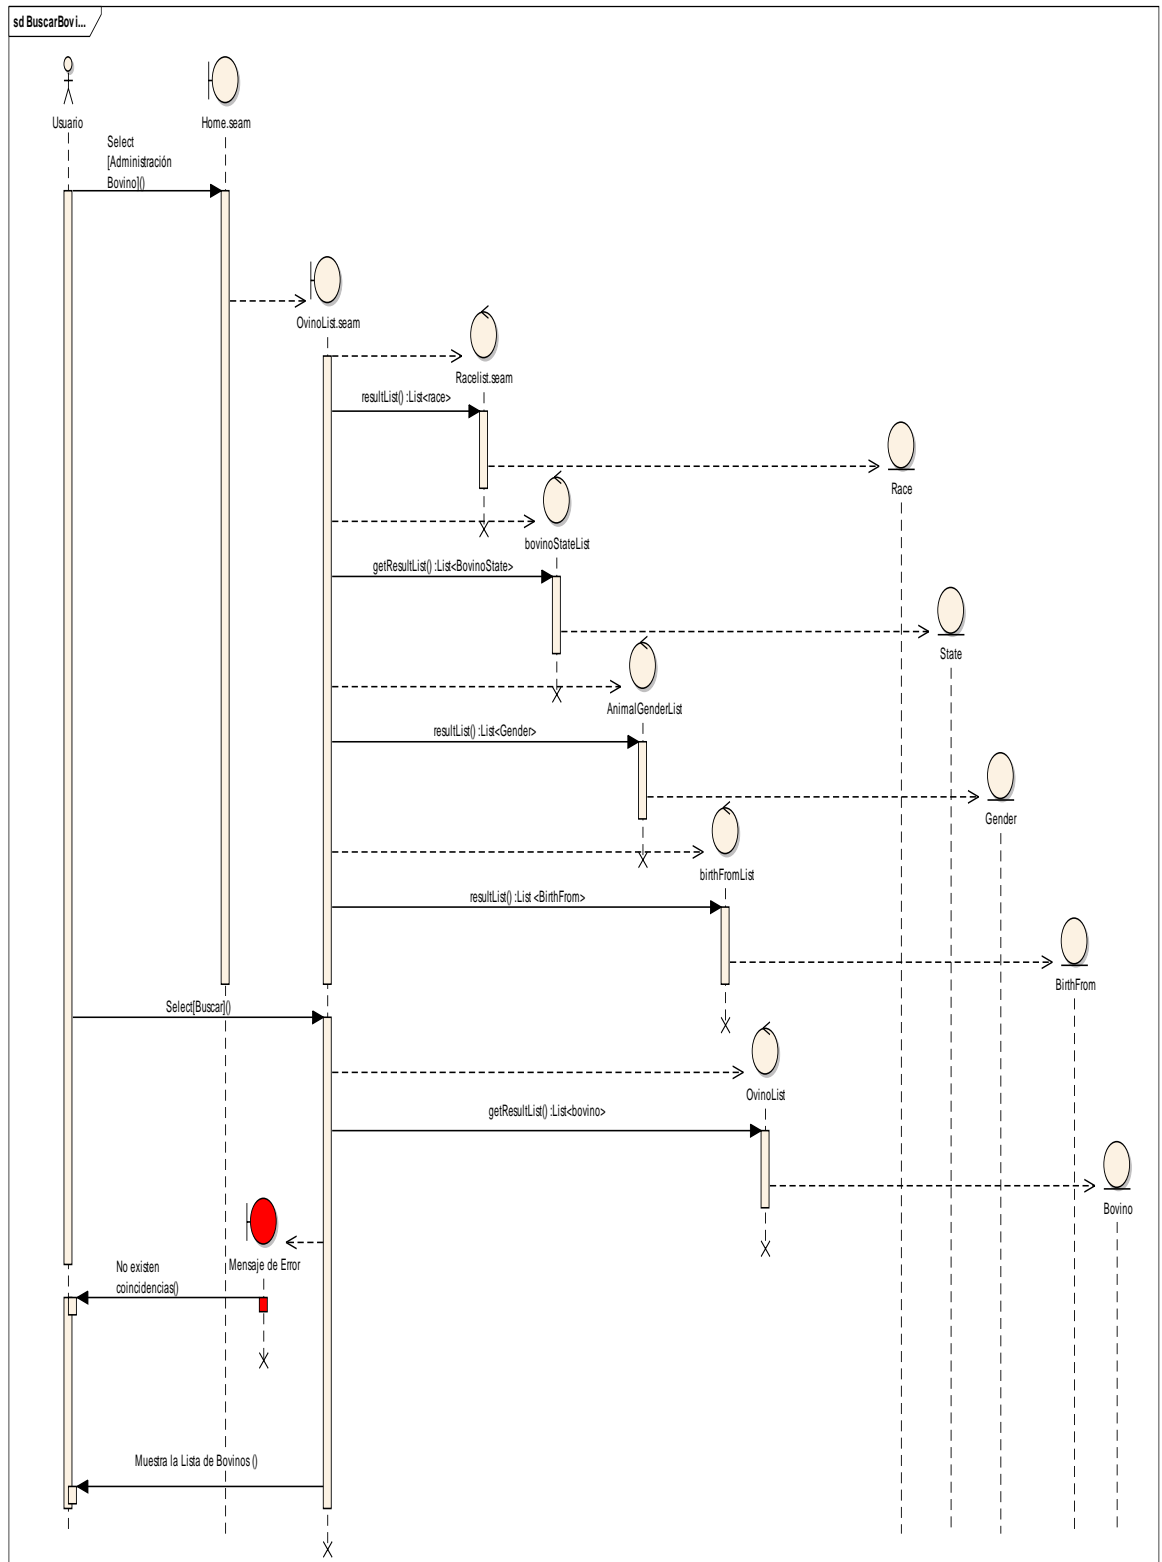 sd BuscarBovi...
Usuario
Home.seam
Select
[Administración
Bovino]()
OvinoList.seam
Racelist.seam
resultList() :List<race>
Race
bovinoStateList
getResultList() :List<BovinoState>
State
AnimalGenderList
resultList() :List<Gender>
Gender
birthFromList
resultList() :List <BirthFrom>
BirthFrom
Select[Buscar]()
OvinoList
getResultList() :List<bovino>
Bovino
Mensaje de Error
No existen
coincidencias()
Muestra la Lista de Bovinos ()